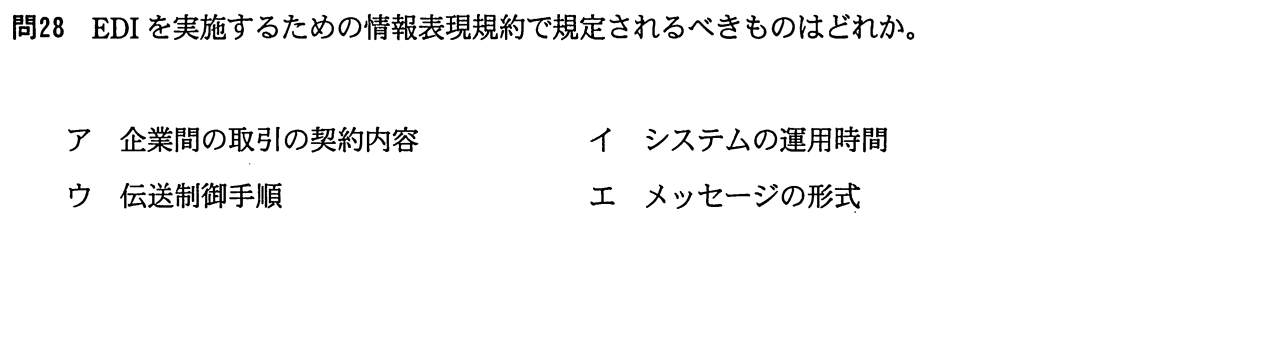 問28 EDI を実施するための情報表現規約で規定されるべきものはどれか。
ア 企業間の取引の契約内容 イ システムの運用時間
ウ 伝送制御手順 エ メッセージの形式